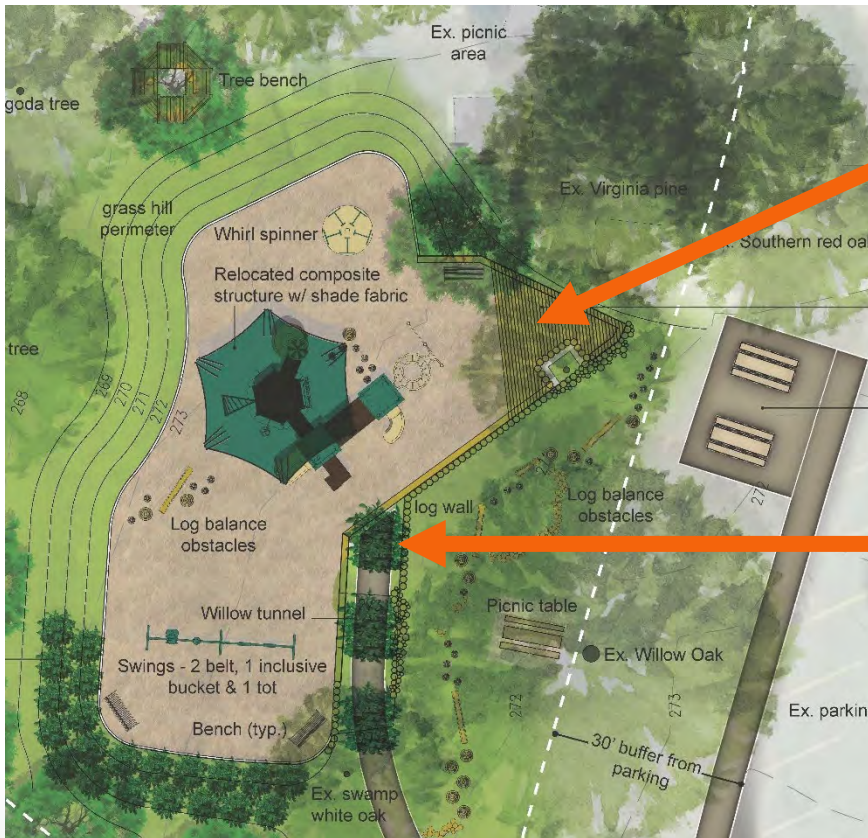 Ex. picnic
area
Tree bench
goda tree
grass hill
perimeter
Ex. Virginia pine
Whirl spinner
Southern red oa
Relocated composite
structure w/ shade fabric
tree
268
269
270
271
272
273
272
log wall
Log balance
obstacles
Log balance
obstacles
Willow tunnel
Picnic table
Swings - 2 belt, 1 inclusive
bucket & 1 tot
Ex. Willow Oak
272
273
Ex. parkin
Bench (typ.)
30' buffer from
parking
Ex. swamp
white oak